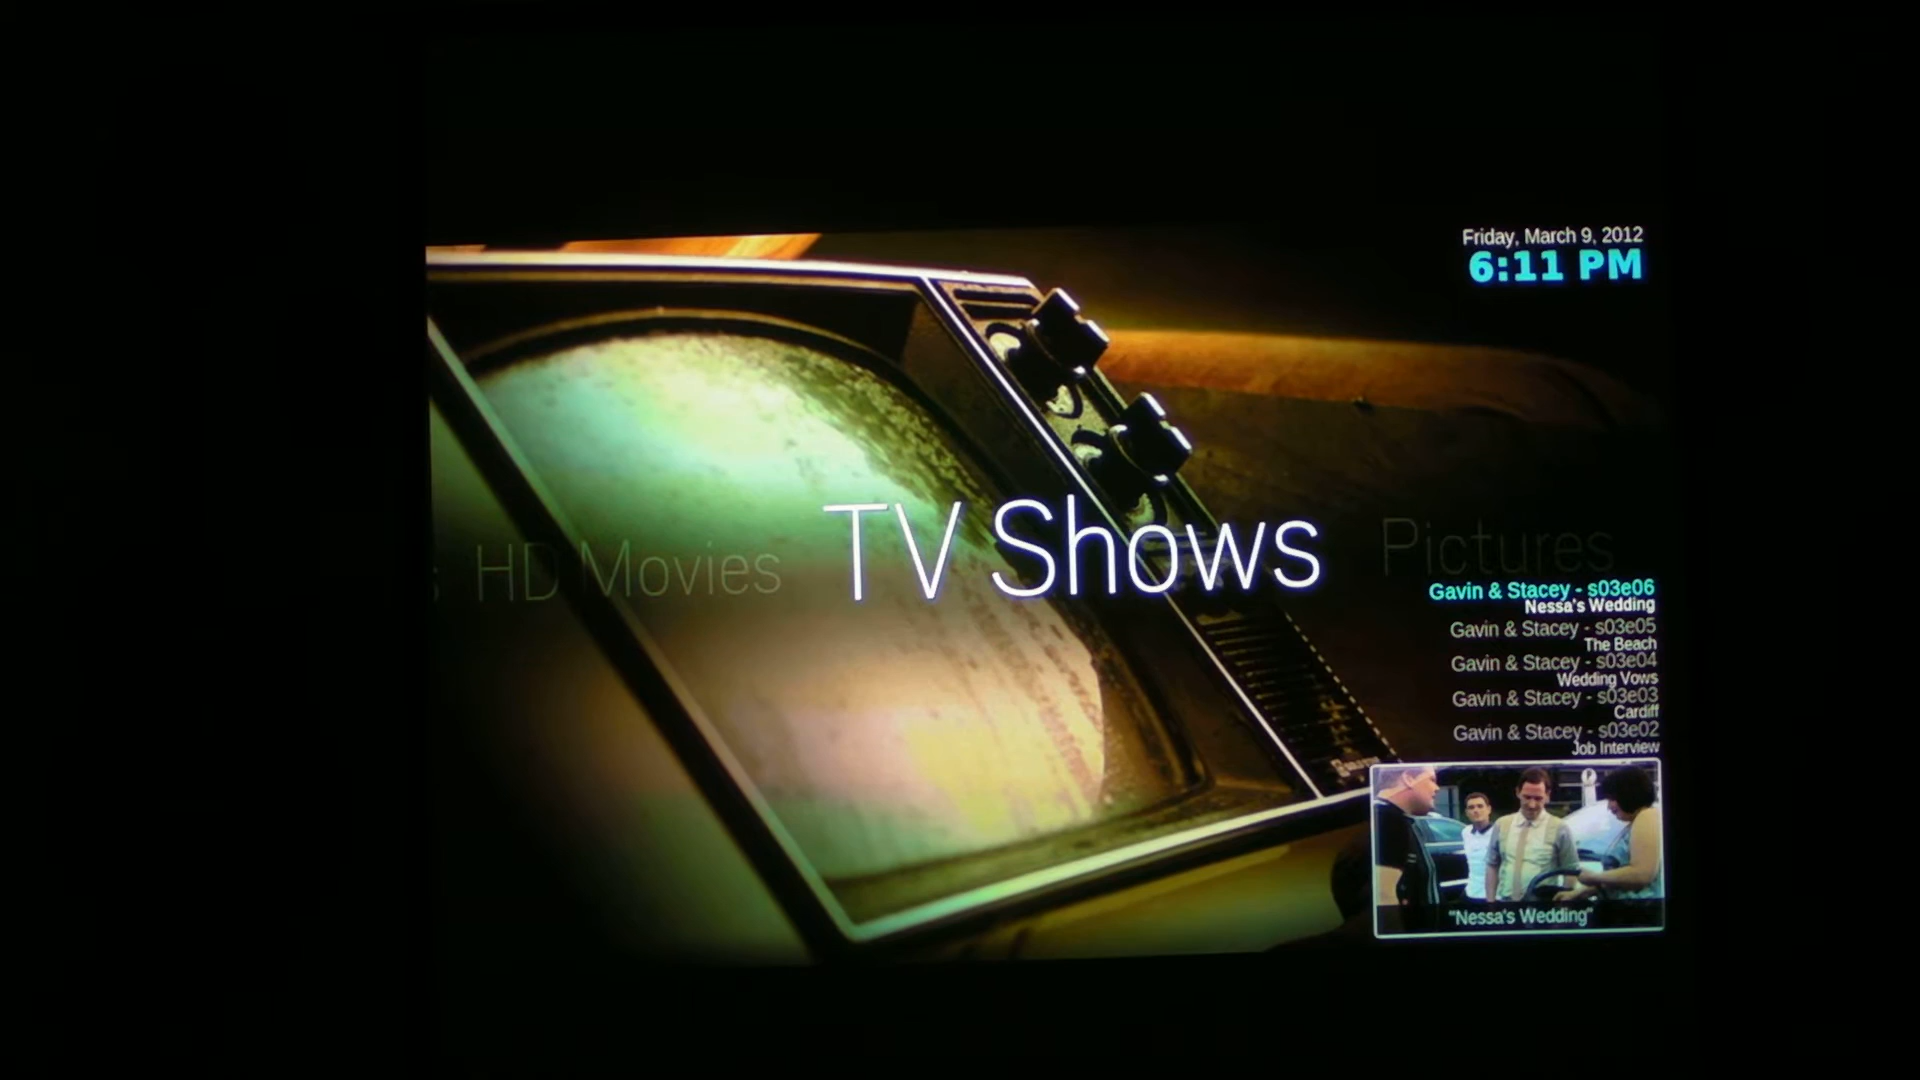 Friday, March 9, 2012
6:11 PM
HD Movies TV Shows Pictures
Gavin & Stacey - s03e06
Nessa's Wedding
Gavin & Stacey - s03e05
The Beach
Gavin & Stacey - s03e04
Wedding Vows
Gavin & Stacey - s03e03
Cardiff
Gavin & Stacey - s03e02
Job Interview
"Nessa's Wedding"